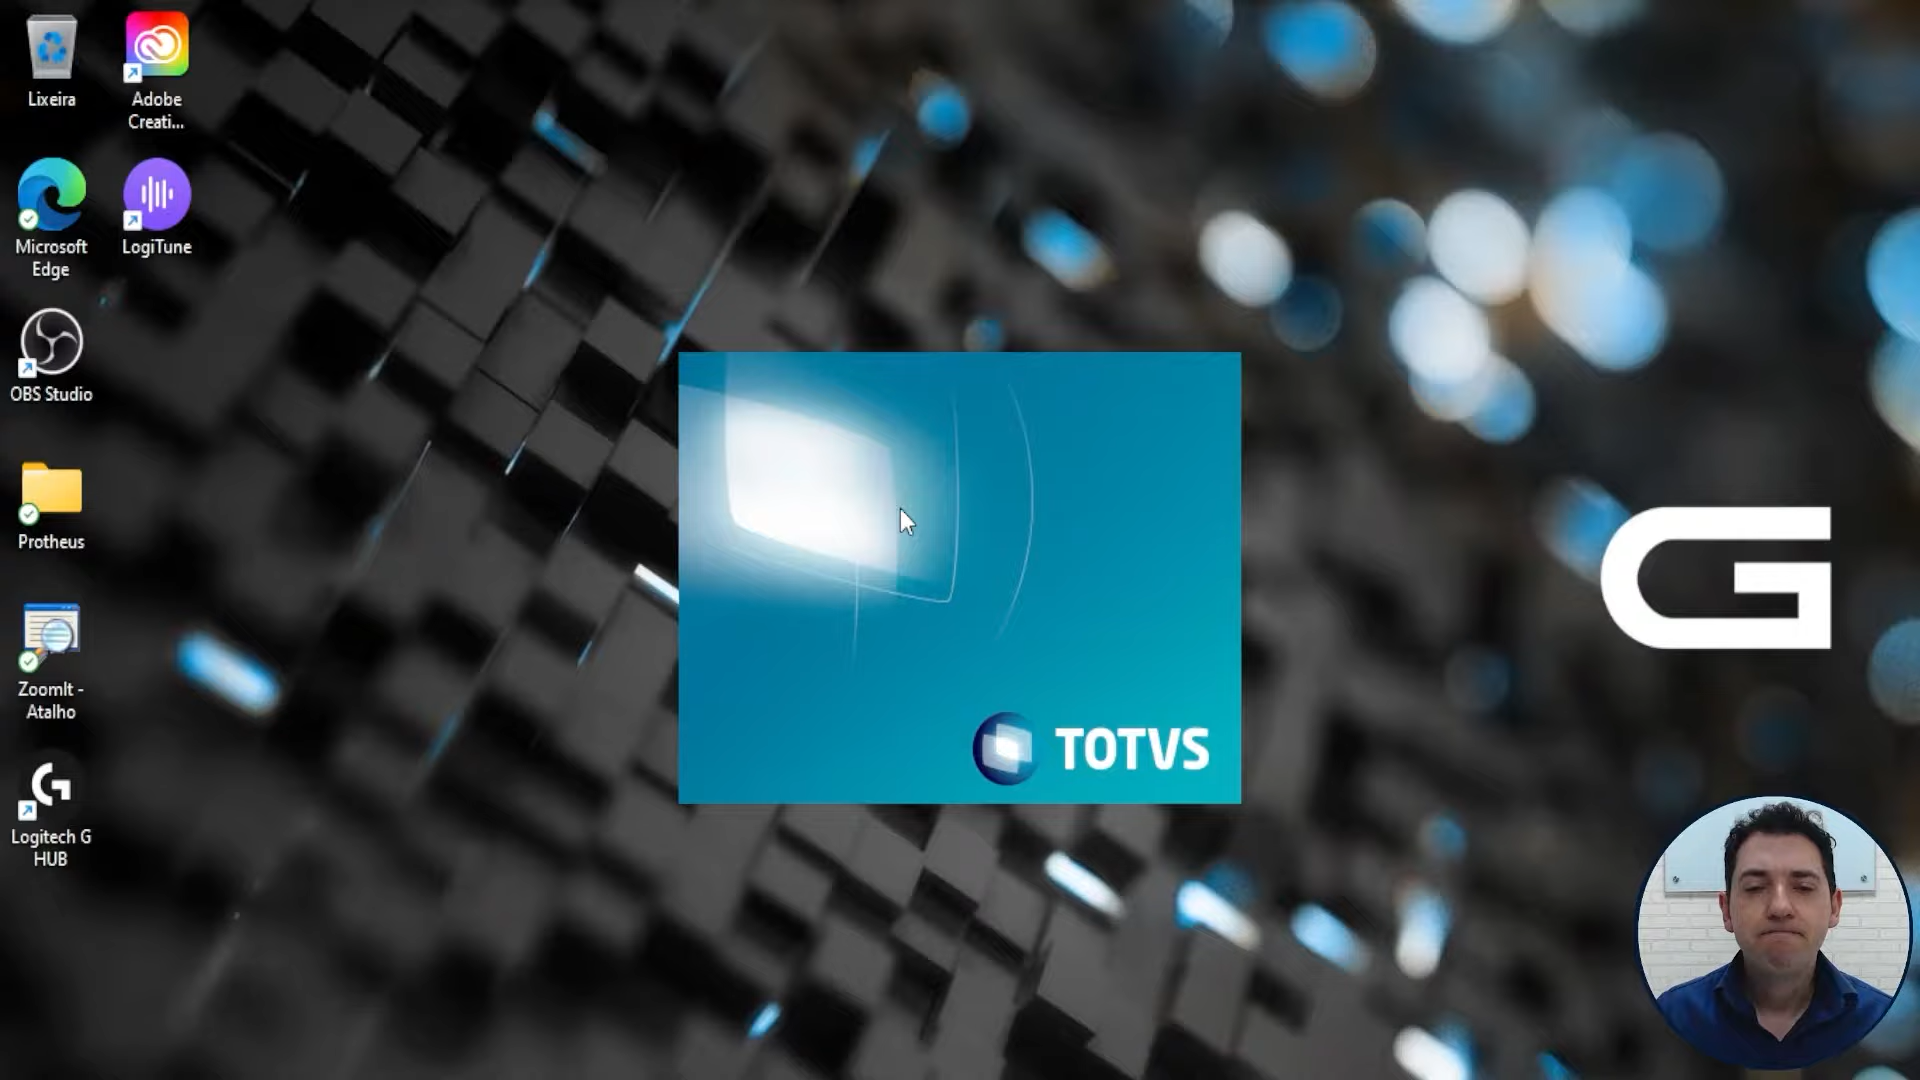 Lixeira
Adobe
Creati...
Microsoft
Edge
LogiTune
OBS Studio
Protheus
ZoomIt -
Atalho
Logitech G
HUB
TOTVS
G